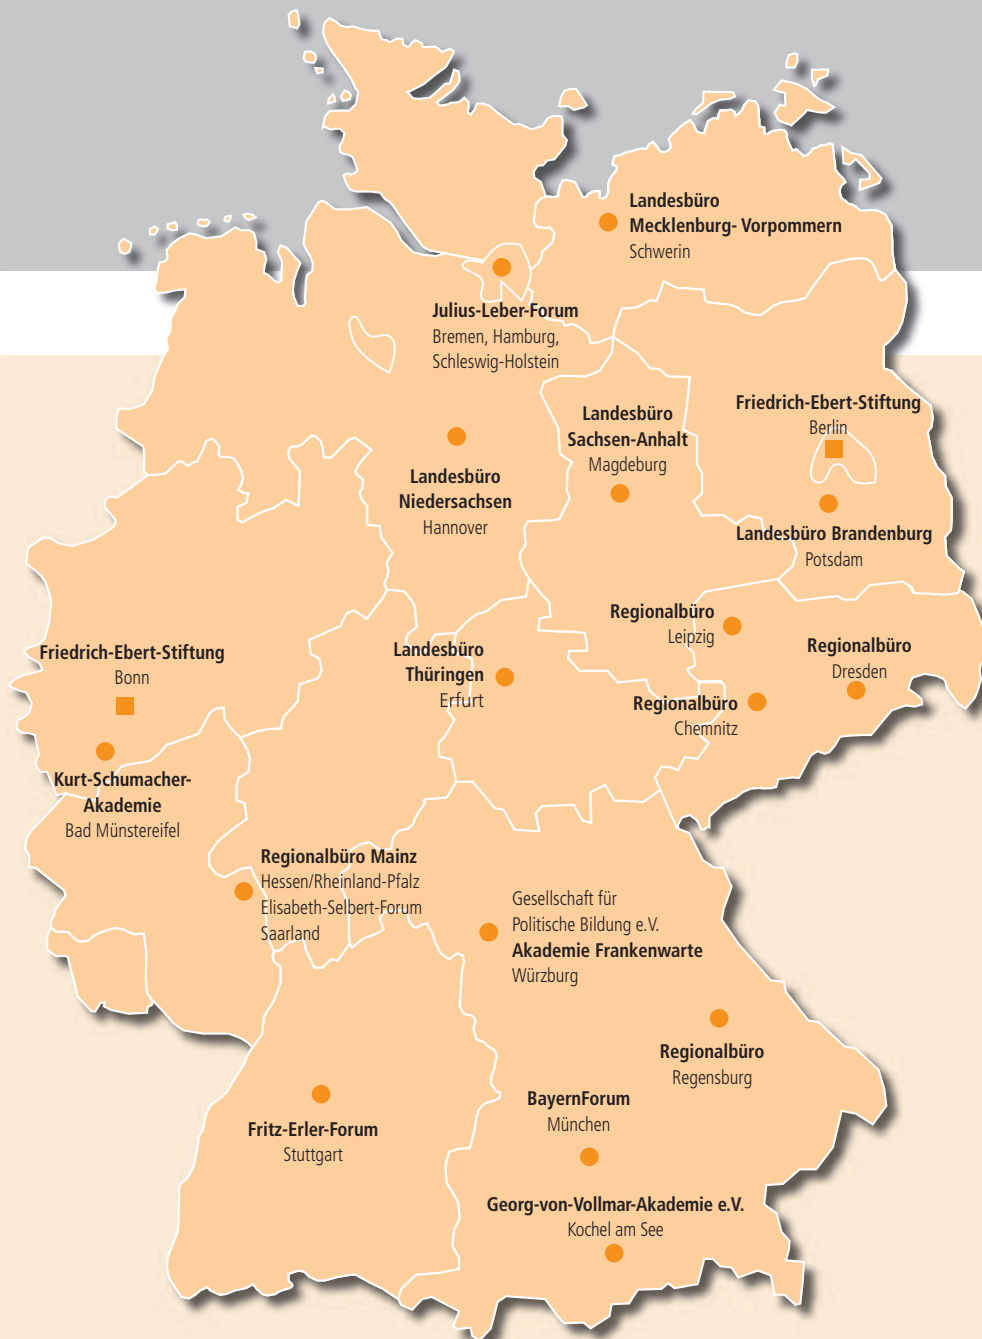 Landesbüro
Mecklenburg- Vorpommern
Schwerin
Julius-Leber-Forum
Bremen, Hamburg,
Schleswig-Holstein
Friedrich-Ebert-Stiftung
Berlin
Landesbüro
Sachsen-Anhalt
Magdeburg
Landesbüro
Niedersachsen
Hannover
Landesbüro Brandenburg
Potsdam
Regionalbüro
Leipzig
Regionalbüro
Dresden
Landesbüro
Thüringen
Erfurt
Friedrich-Ebert-Stiftung
Bonn
Regionalbüro
Chemnitz
Kurt-Schumacher-
Akademie
Bad Münstereifel
Regionalbüro Mainz
Hessen/Rheinland-Pfalz
Elisabeth-Selbert-Forum
Saarland
Gesellschaft für
Politische Bildung e.V.
Akademie Frankenwarte
Würzburg
Regionalbüro
Regensburg
BayernForum
München
Fritz-Erler-Forum
Stuttgart
Georg-von-Vollmar-Akademie e.V.
Kochel am See